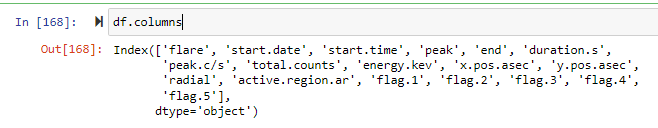 In [168]: df.columns
Out[168]: Index(['flare', 'start.date', 'start.time', 'peak', 'end', 'duration.s',
'peak.c/s', 'total.counts', 'energy.kev', 'x.pos.asec', 'y.pos.asec',
'radial', 'active.region.ar', 'flag.1', 'flag.2', 'flag.3', 'flag.4',
'flag.5'],
dtype='object')